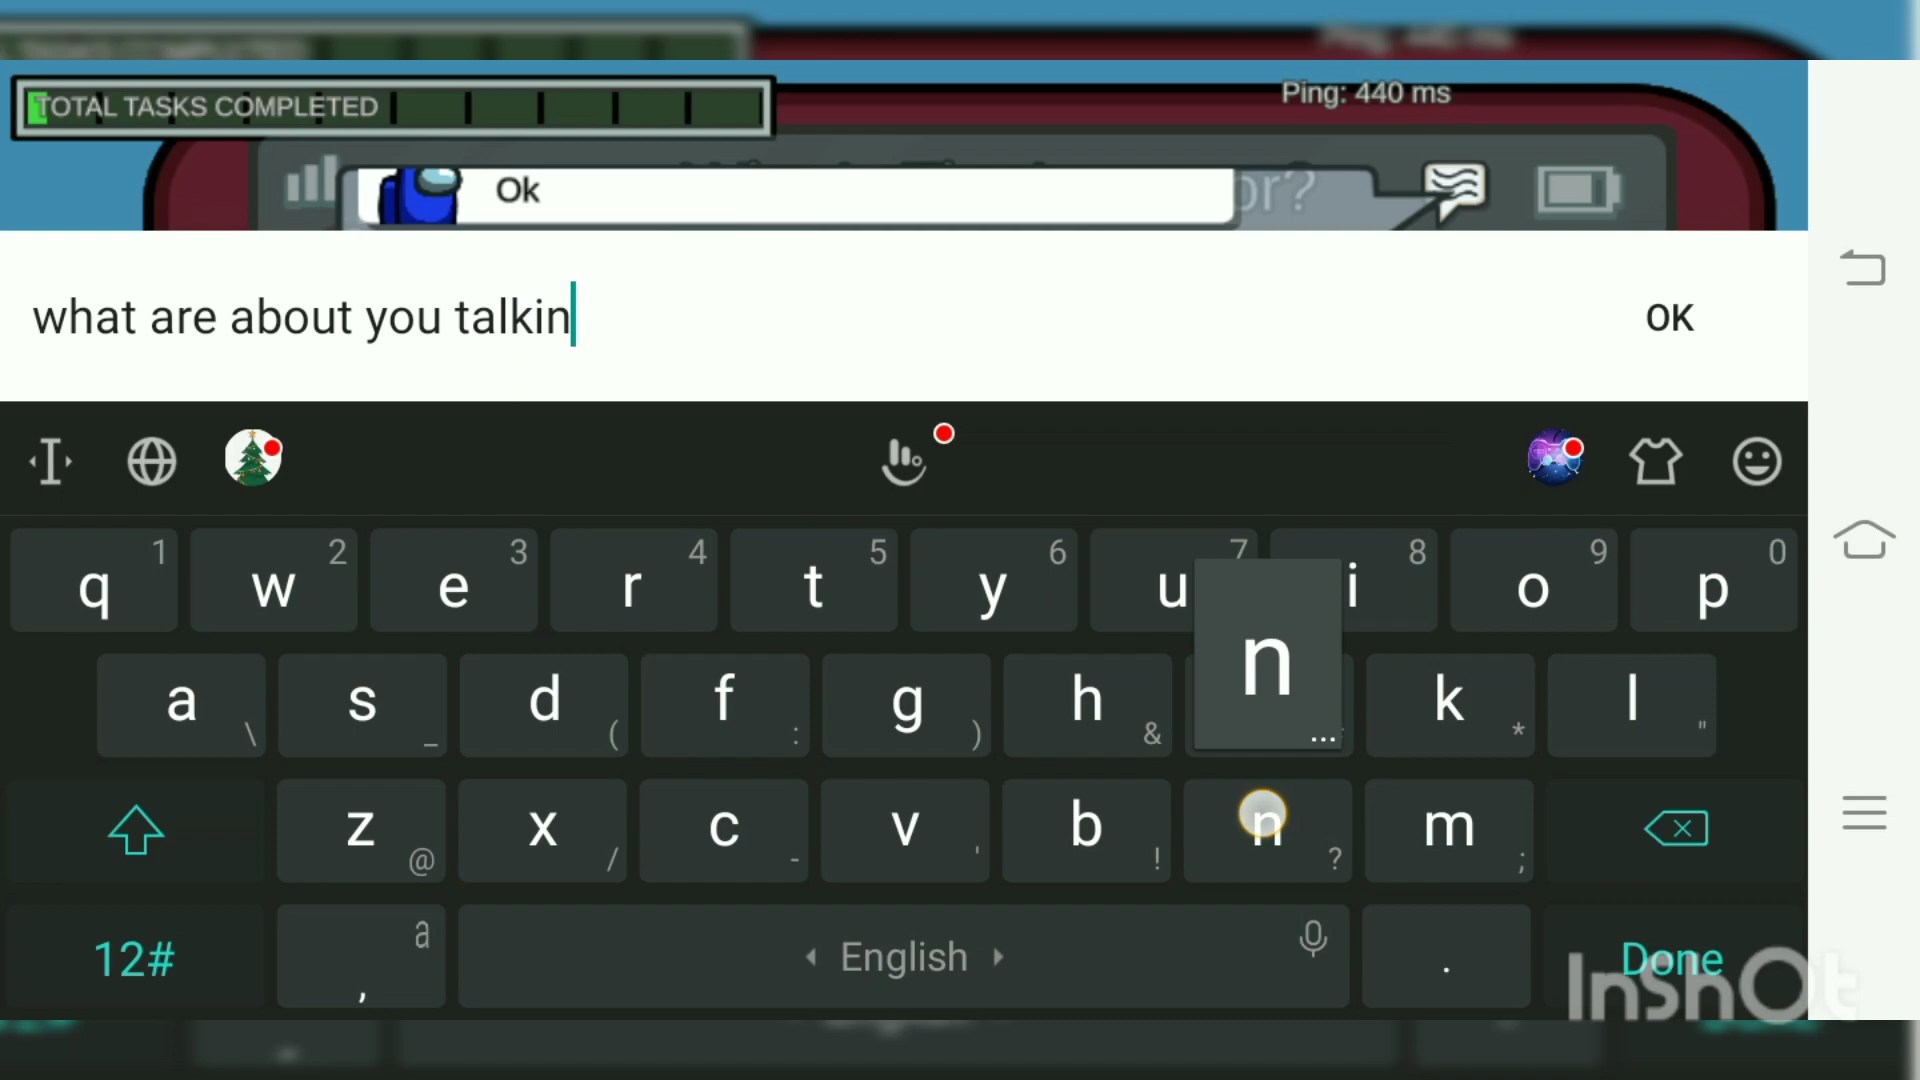 TOTAL TASKS COMPLETED
Ping: 440 ms
Ok
or?
what are about you talkin
OK
1 2 3 4 5 6 7 8 9 0
q w e r t y u i o p
n
...
a s d f g h k l
\ _ ( : ) & * "
z x c v b n m
@ / - ' ! ? ;
12# , a English . Done
InShOt